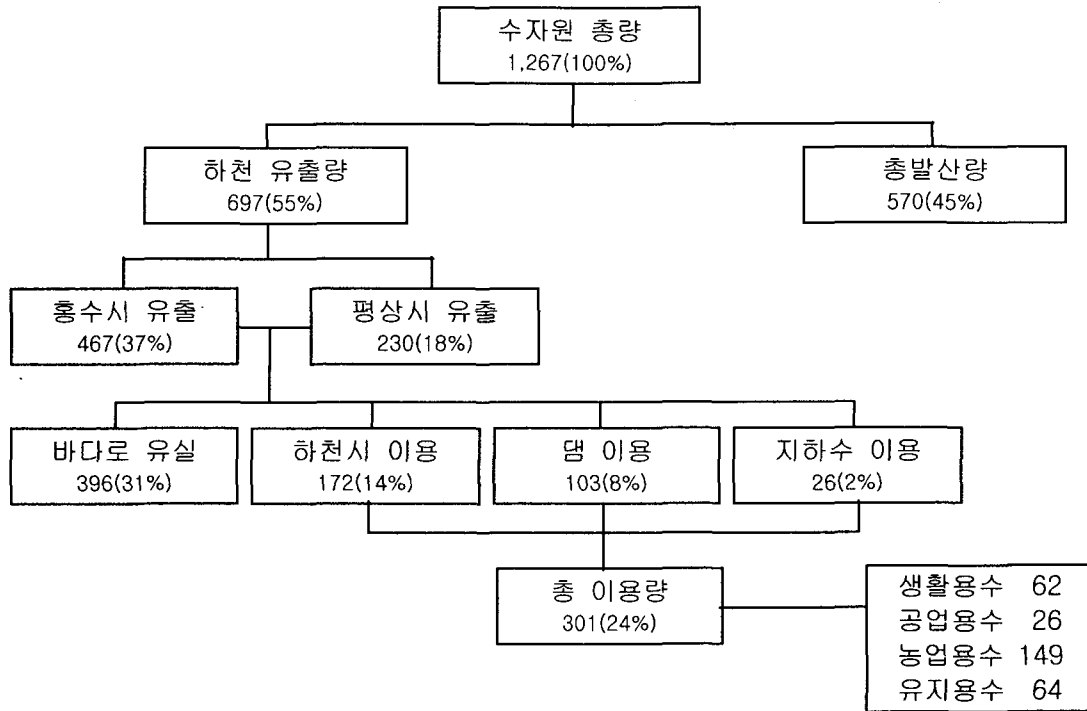 수자원 총량
1,267(100%)
하천 유출량
697(55%)
총발산량
570(45%)
홍수시 유출
467(37%)
평상시 유출
230(18%)
바다로 유실
396(31%)
하천시 이용
172(14%)
댐 이용
103(8%)
지하수 이용
26(2%)
총 이용량
301(24%)
생활용수 62
공업용수 26
농업용수 149
유지용수 64